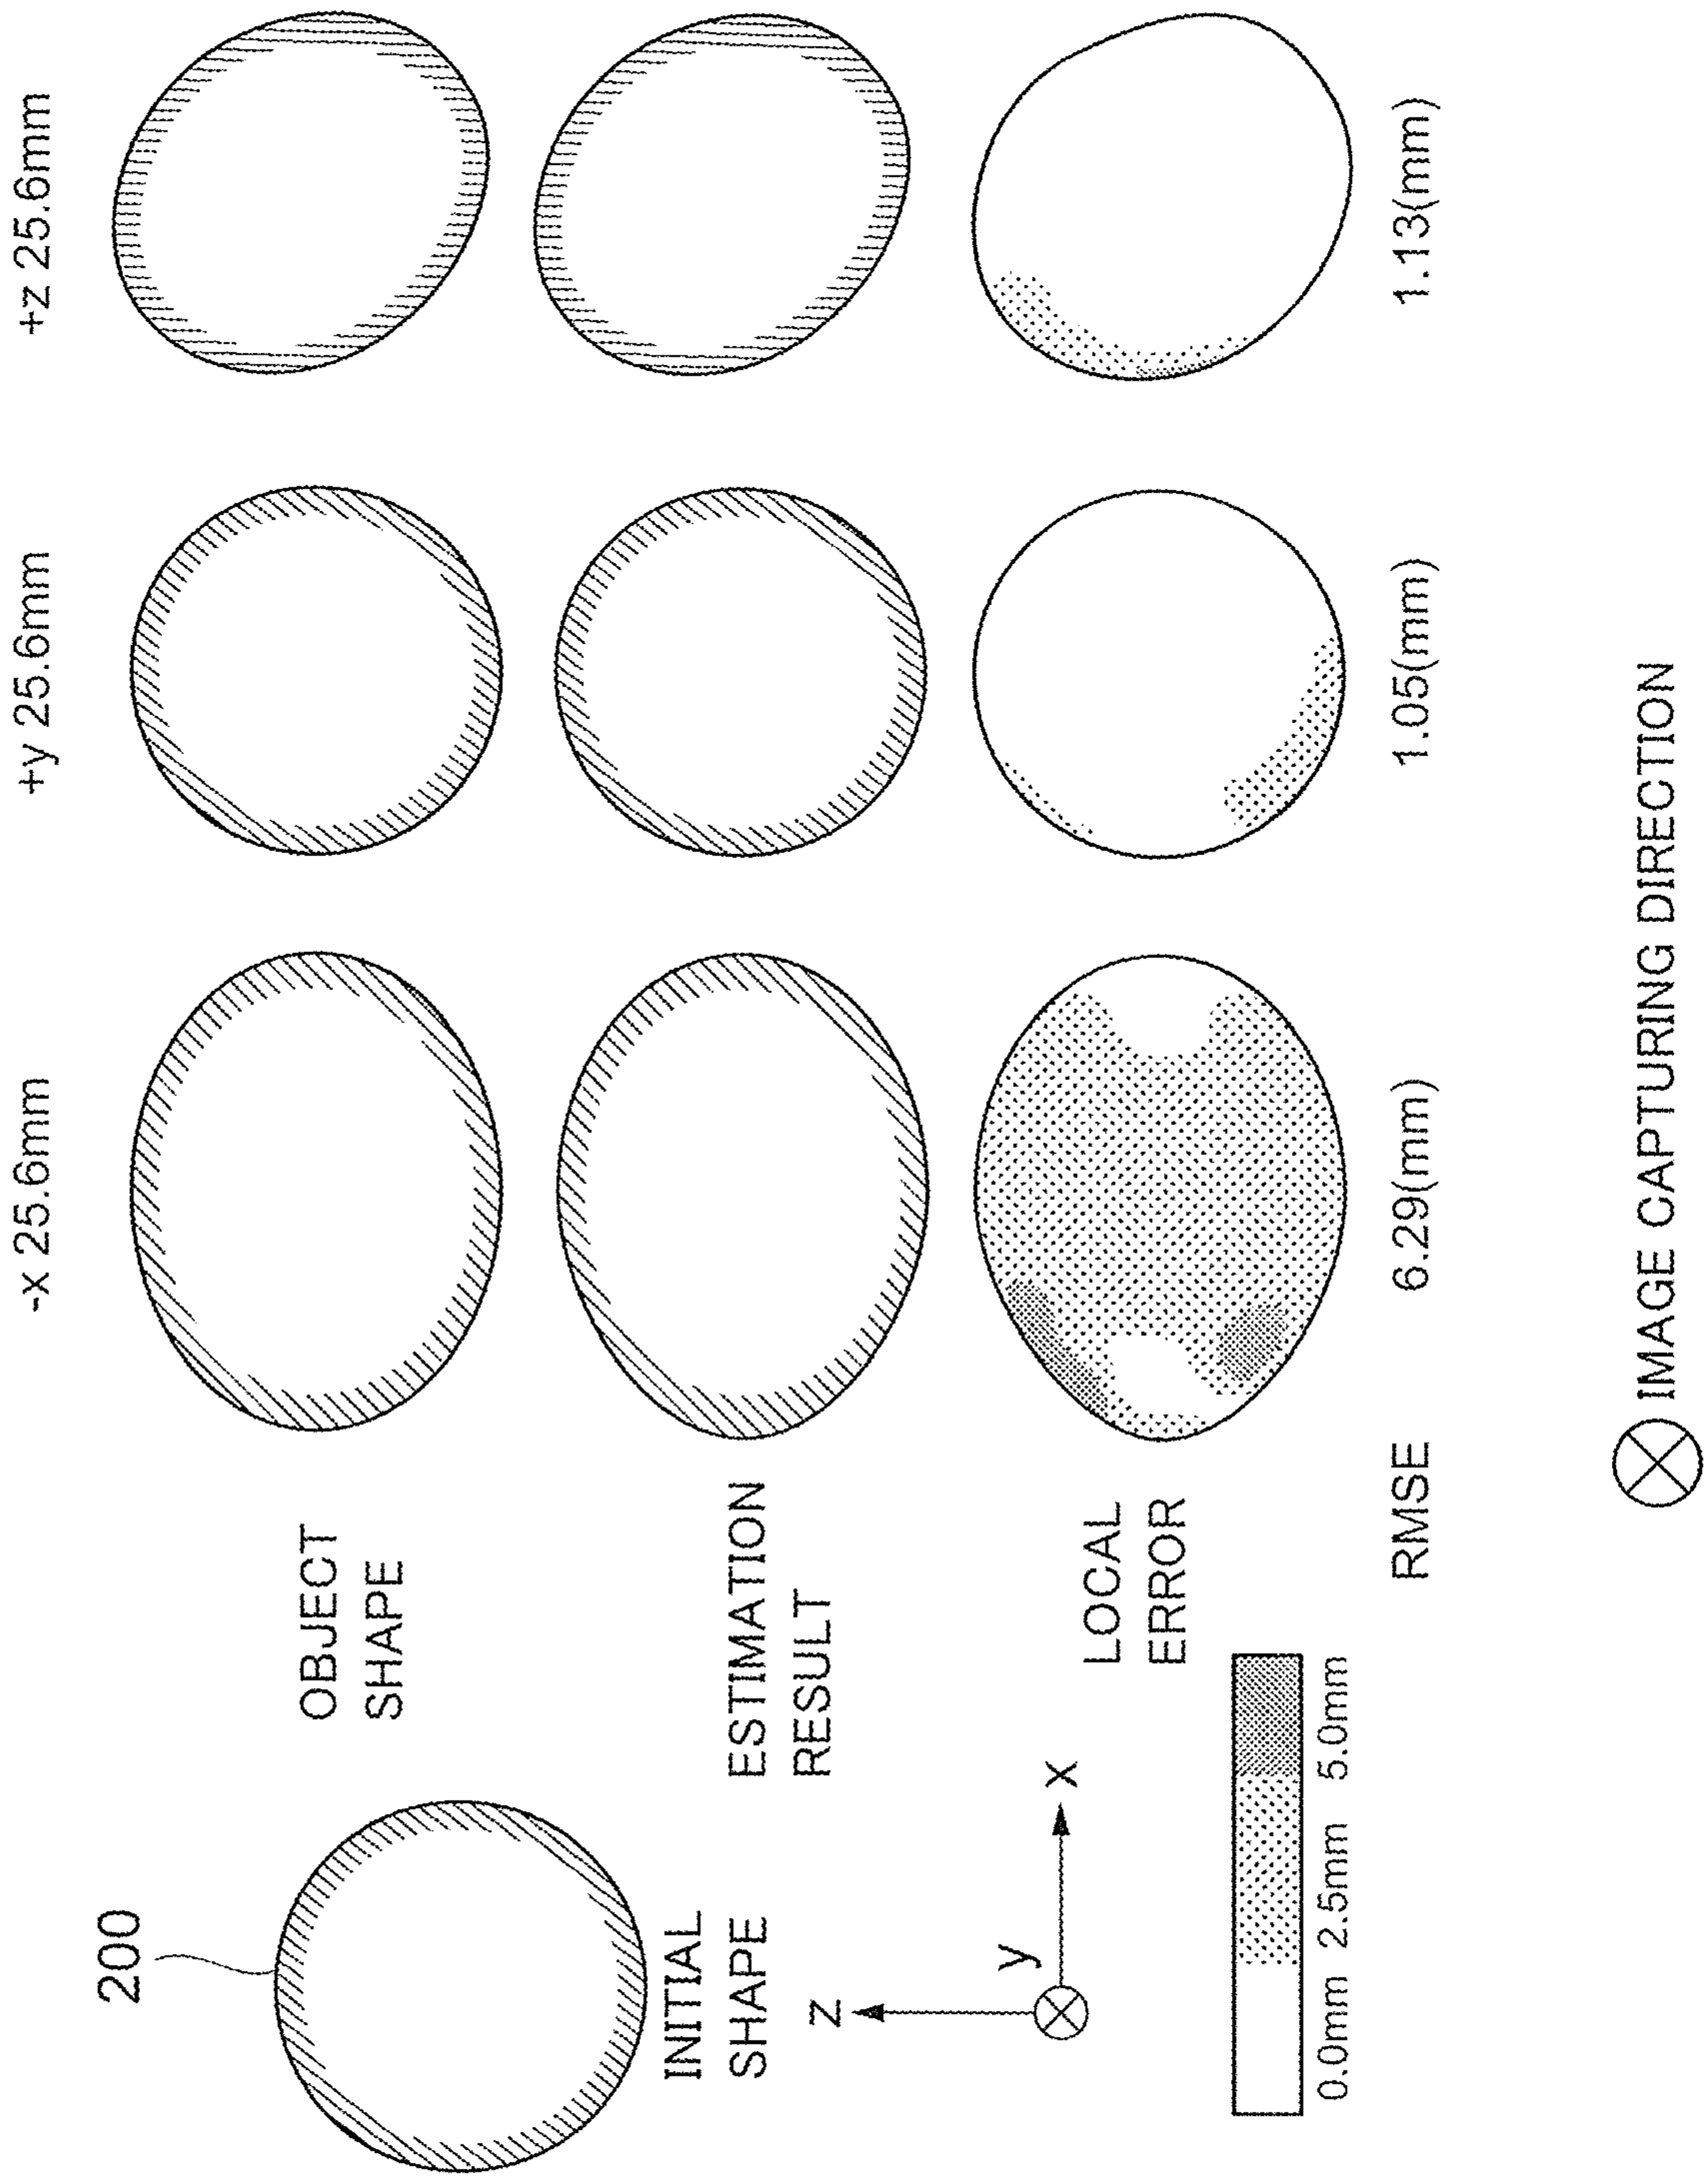 -x 25.6mm +y 25.6mm +z 25.6mm
200
OBJECT
SHAPE
INITIAL
SHAPE
ESTIMATION
RESULT
z
y
x
LOCAL
ERROR
0.0mm 2.5mm 5.0mm
RMSE 6.29(mm) 1.05(mm) 1.13(mm)
IMAGE CAPTURING DIRECTION